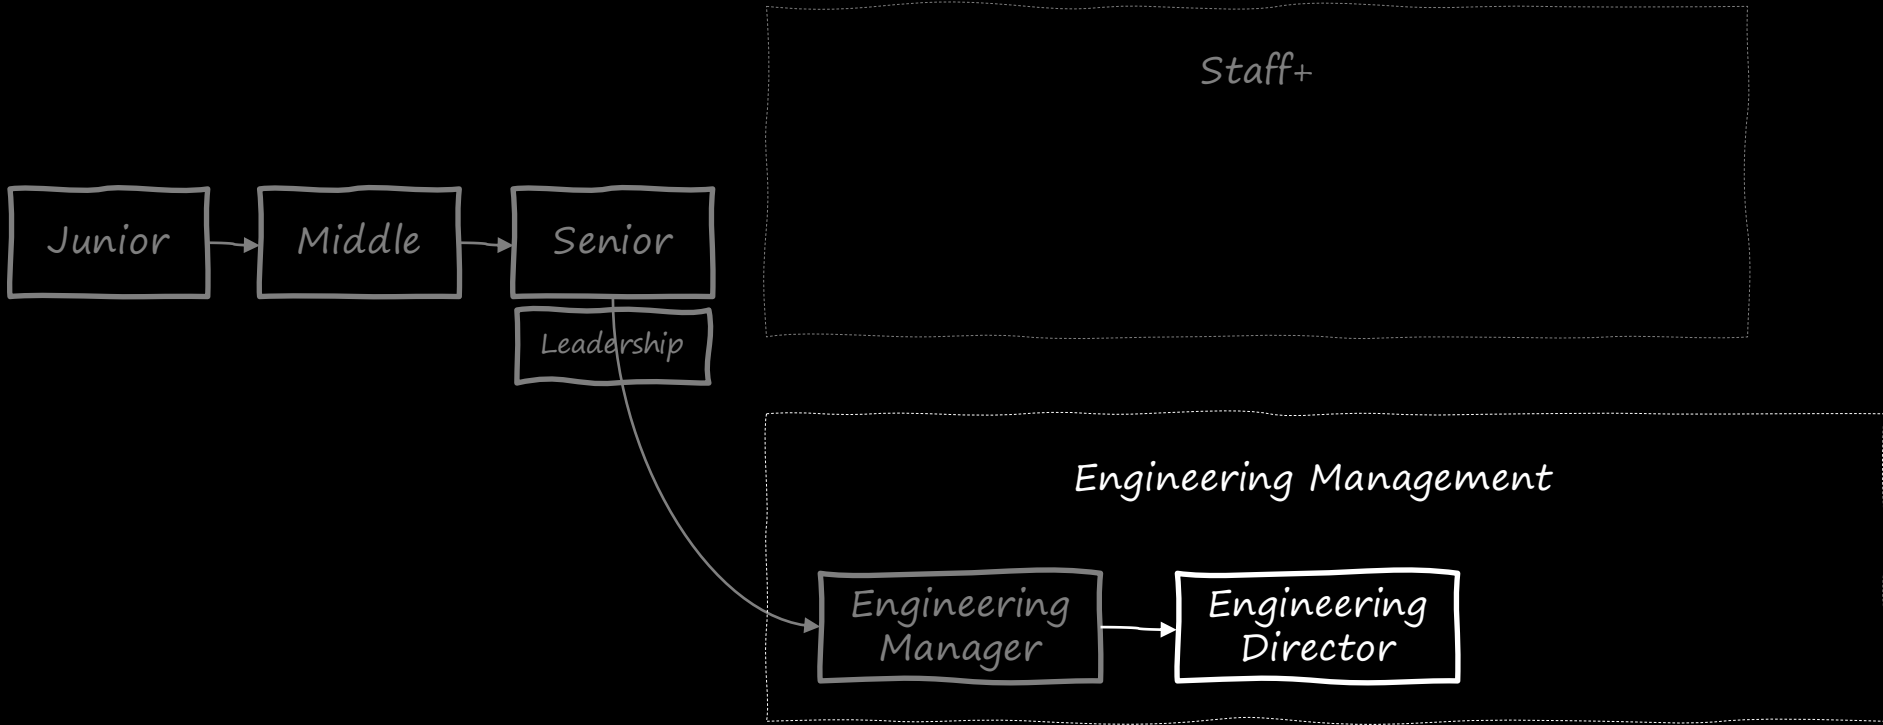 Staff+
Junior
Middle
Senior
Leadership
Engineering Management
Engineering
Manager
Engineering
Director